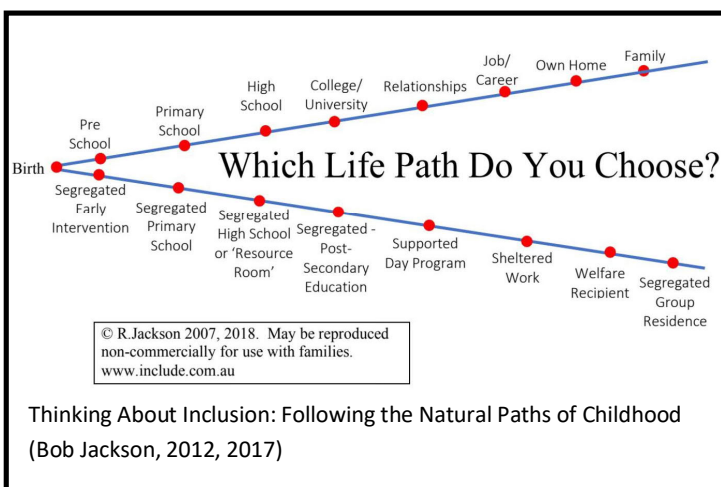 Birth
Pre
School
Primary
School
High
School
College/
University
Relationships
Job/
Career
Own Home
Family
Which Life Path Do You Choose?
Segregated
Early
Intervention
Segregated
Primary
School
Segregated
High School
or ‘Resource
Room’
Segregated -
Post-
Secondary
Education
Supported
Day Program
Sheltered
Work
Welfare
Recipient
Segregated
Group
Residence
© R.Jackson 2007, 2018. May be reproduced
non-commercially for use with families.
www.include.com.au
Thinking About Inclusion: Following the Natural Paths of Childhood
(Bob Jackson, 2012, 2017)